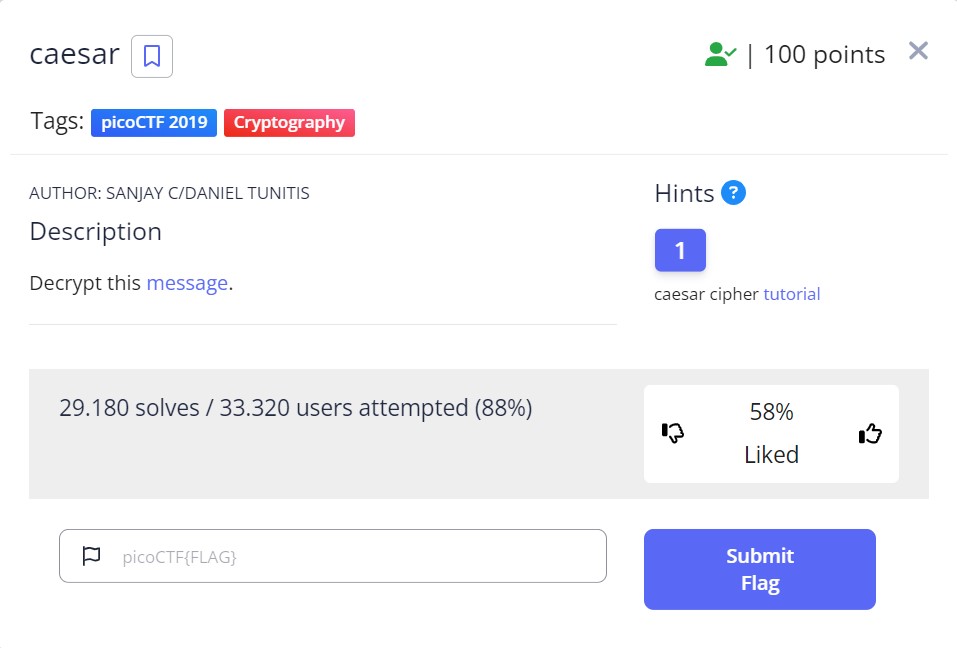 caesar
| 100 points
Tags: picoCTF 2019 Cryptography
AUTHOR: SANJAY C/DANIEL TUNITIS
Description
Decrypt this message.
Hints ?
1
caesar cipher tutorial
29.180 solves / 33.320 users attempted (88%)
58%
Liked
picoCTF{FLAG}
Submit
Flag